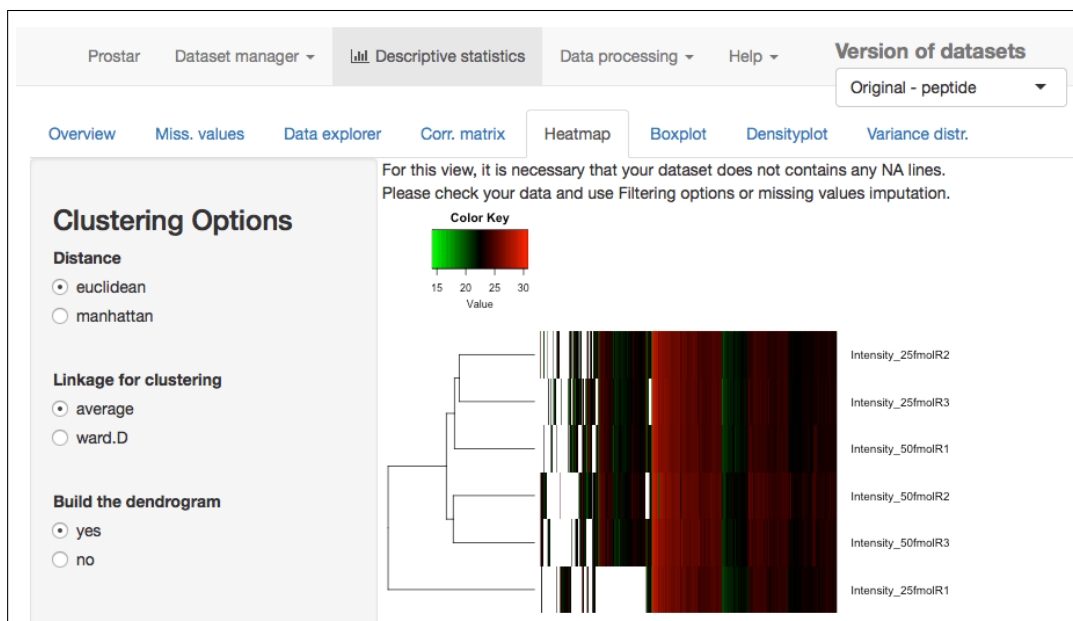 Prostar Dataset manager Descriptive statistics Data processing Help Version of datasets
Original - peptide
Overview Miss. values Data explorer Corr. matrix Heatmap Boxplot Densityplot Variance distr.
For this view, it is necessary that your dataset does not contains any NA lines.
Please check your data and use Filtering options or missing values imputation.
Clustering Options
Distance
euclidean
manhattan
Linkage for clustering
average
ward.D
Build the dendrogram
yes
no
Color Key
15 20 25 30
Value
Intensity_25fmolR2
Intensity_25fmolR3
Intensity_50fmolR1
Intensity_50fmolR2
Intensity_50fmolR3
Intensity_25fmolR1